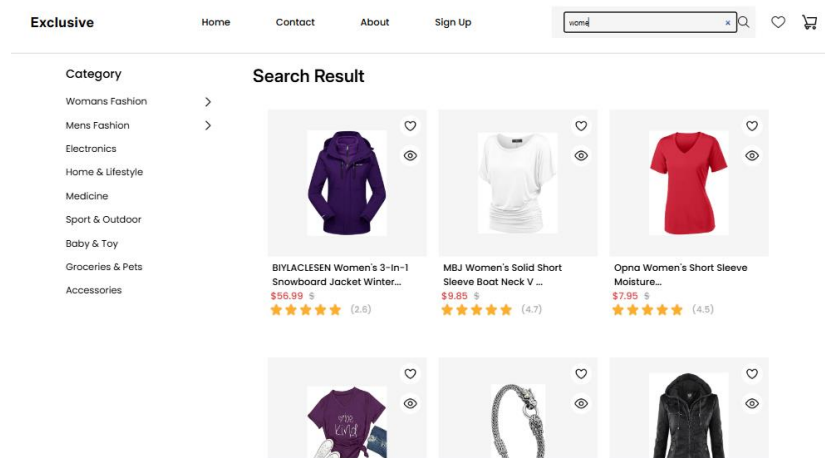 Exclusive
Home
Contact
About
Sign Up
wome
Category
Womans Fashion
Mens Fashion
Electronics
Home & Lifestyle
Medicine
Sport & Outdoor
Baby & Toy
Groceries & Pets
Accessories
Search Result
BIYLACLESEN Women's 3-In-1
Snowboard Jacket Winter...
$56.99 $
(2.6)
MBJ Women's Solid Short
Sleeve Boat Neck V ...
$9.85 $
(4.7)
Opna Women's Short Sleeve
Moisture...
$7.95 $
(4.5)
Kind